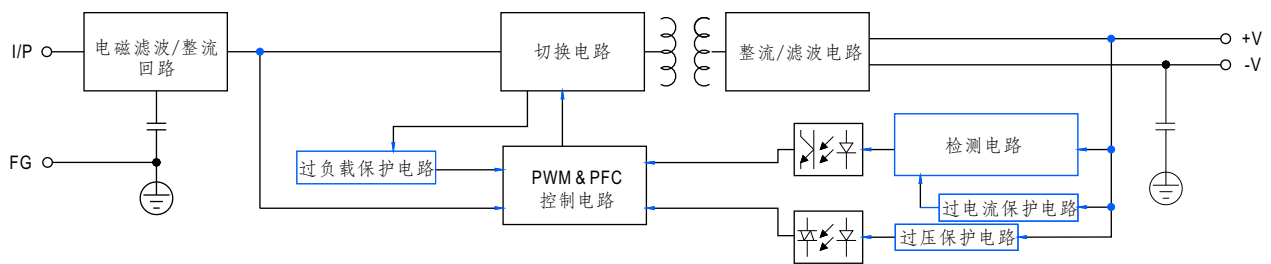 I/P
电磁滤波/整流
回路
切换电路
整流/滤波电路
+V
-V
FG
过负载保护电路
PWM & PFC
控制电路
检测电路
过电流保护电路
过压保护电路